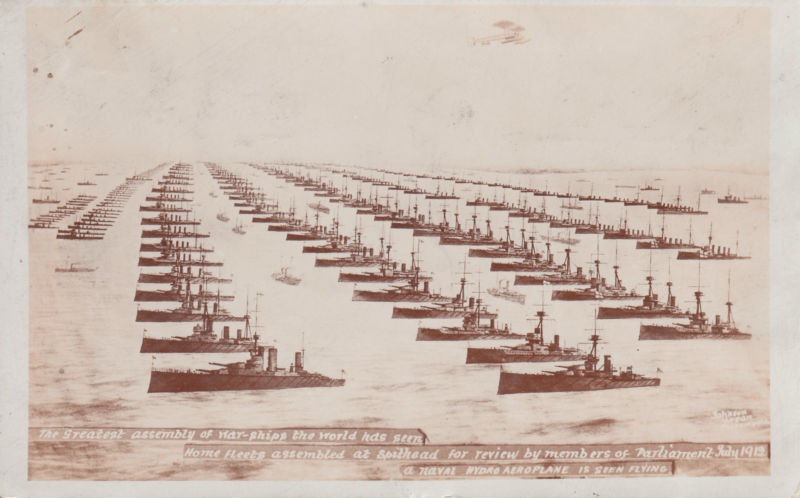 The Greatest assembly of war-ships the world has seen
Home Fleets assembled at Spithead for review by members of Parliament July 1912
a naval HYDRO AEROPLANE IS SEEN FLYING